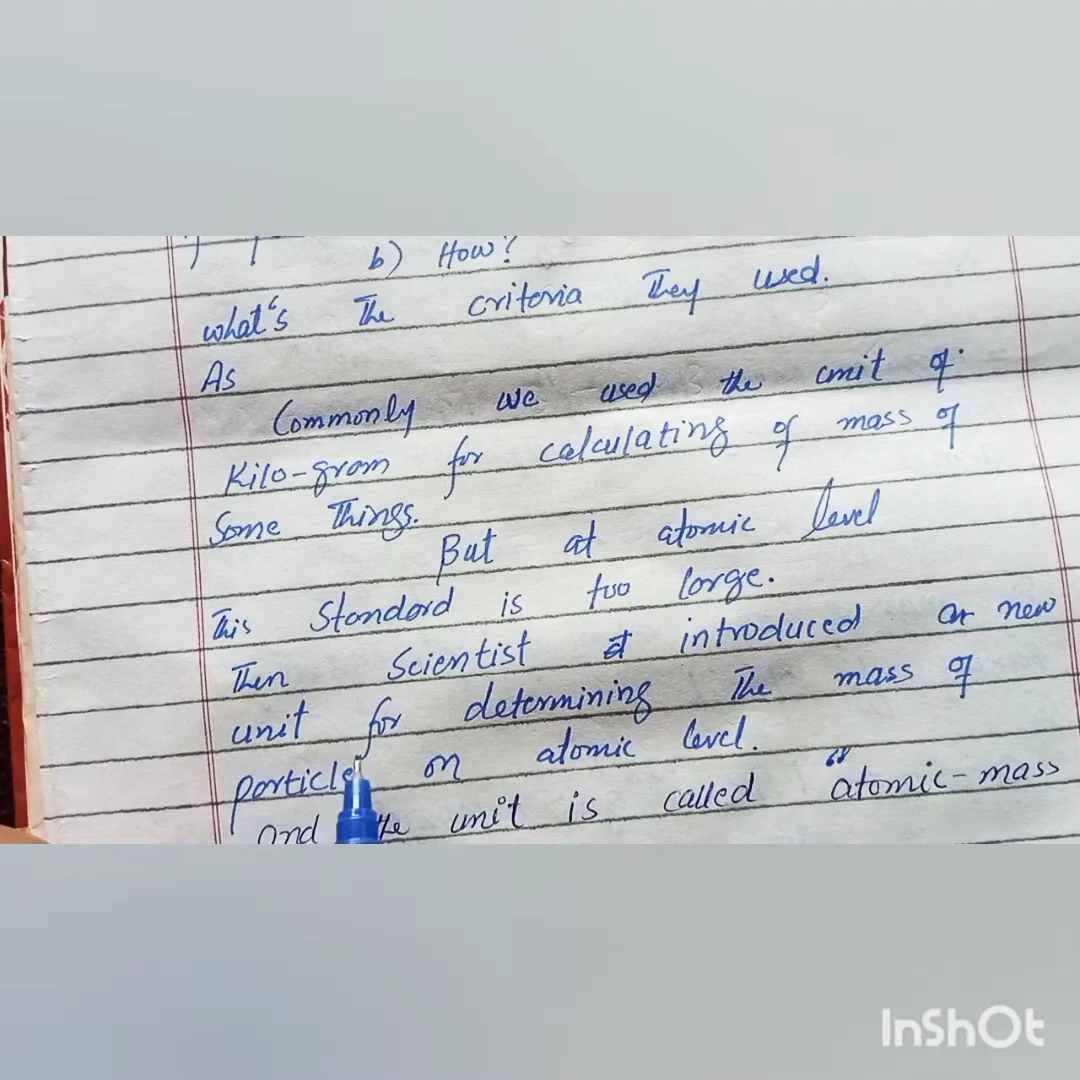 b) How?
what's The criteria They used.
As
Commonly we used the unit of
Kilo-gram for calculating of mass of
Some Things.
But at atomic level
This Standard is too large.
Then Scientist introduced a new
unit for determining The mass of
particle on atomic level.
and the unit is called "atomic-mass
InShOt